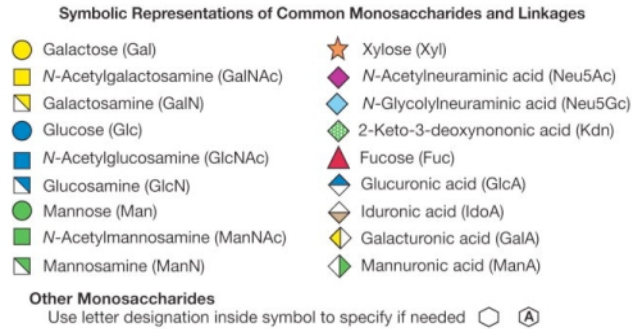 Symbolic Representations of Common Monosaccharides and Linkages
Galactose (Gal)
N-Acetylgalactosamine (GalNAc)
Galactosamine (GalN)
Glucose (Glc)
N-Acetylglucosamine (GlcNAc)
Glucosamine (GlcN)
Mannose (Man)
N-Acetylmannosamine (ManNAc)
Mannosamine (ManN)
Xylose (Xyl)
N-Acetylneuraminic acid (Neu5Ac)
N-Glycolylneuraminic acid (Neu5Gc)
2-Keto-3-deoxynononic acid (Kdn)
Fucose (Fuc)
Glucuronic acid (GlcA)
Iduronic acid (IdoA)
Galacturonic acid (GalA)
Mannuronic acid (ManA)
Other Monosaccharides
Use letter designation inside symbol to specify if needed A